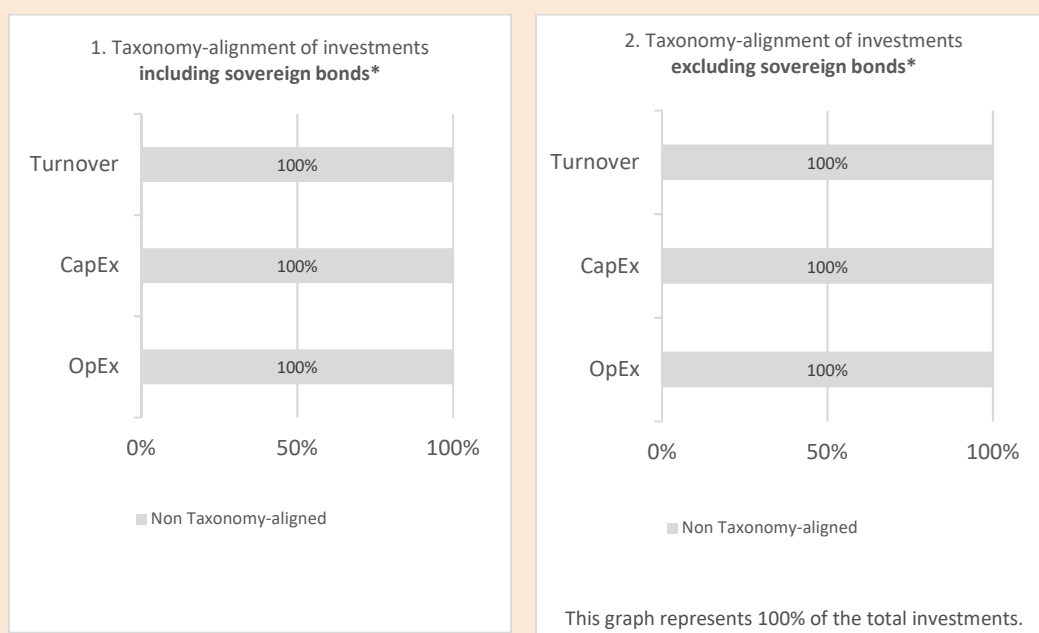 1. Taxonomy-alignment of investments
including sovereign bonds*
Turnover
100%
CapEx
100%
OpEx
100%
0% 50% 100%
Non Taxonomy-aligned
2. Taxonomy-alignment of investments
excluding sovereign bonds*
Turnover
100%
CapEx
100%
OpEx
100%
0% 50% 100%
Non Taxonomy-aligned
This graph represents 100% of the total investments.